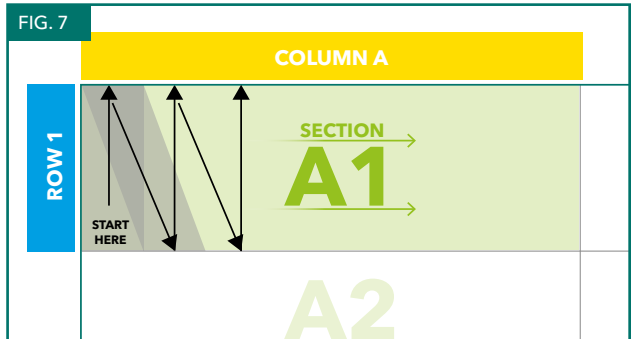 FIG. 7
COLUMN A
ROW 1
START
HERE
SECTION
A1
A2